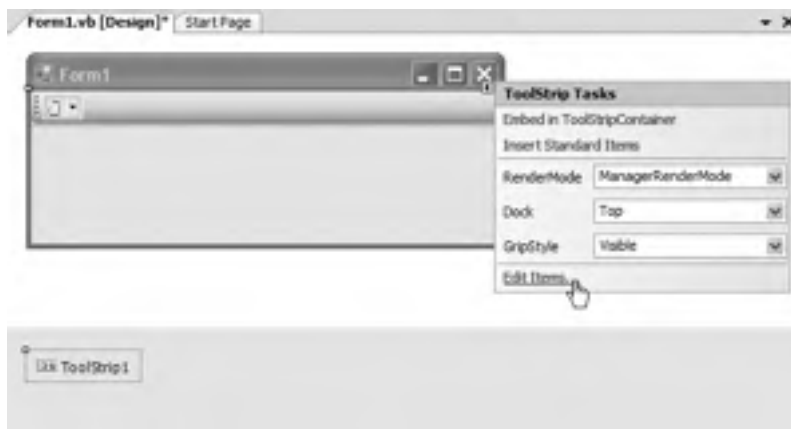 Form1.vb [Design]* Start Page
Form1
ToolStrip Tasks
Embed in ToolStripContainer
Insert Standard Items
RenderMode ManagerRenderMode
Dock Top
GripStyle Visible
Edit Items...
ToolStrip1